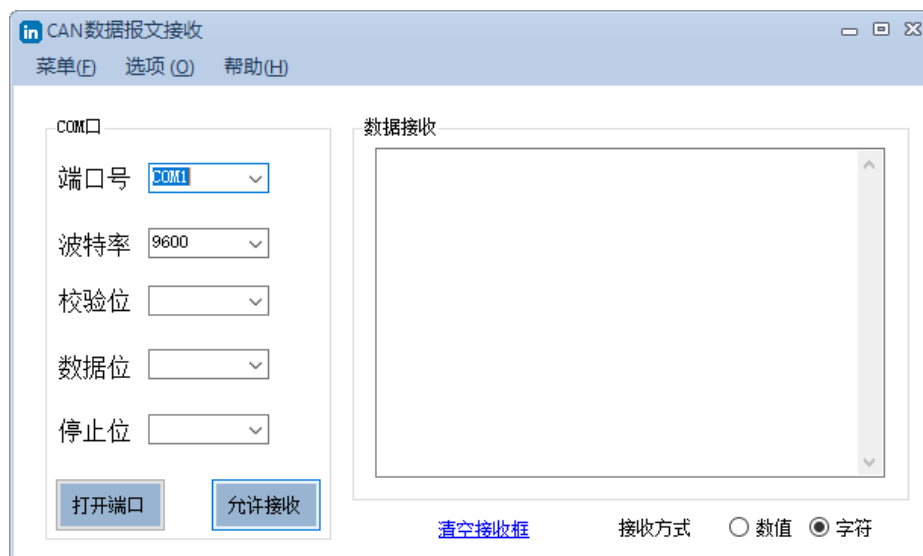 in CAN数据报文接收
菜单(F) 选项 (O) 帮助(H)
COM口
端口号 COM1
波特率 9600
校验位
数据位
停止位
打开端口 允许接收
数据接收
清空接收框 接收方式 数值 字符